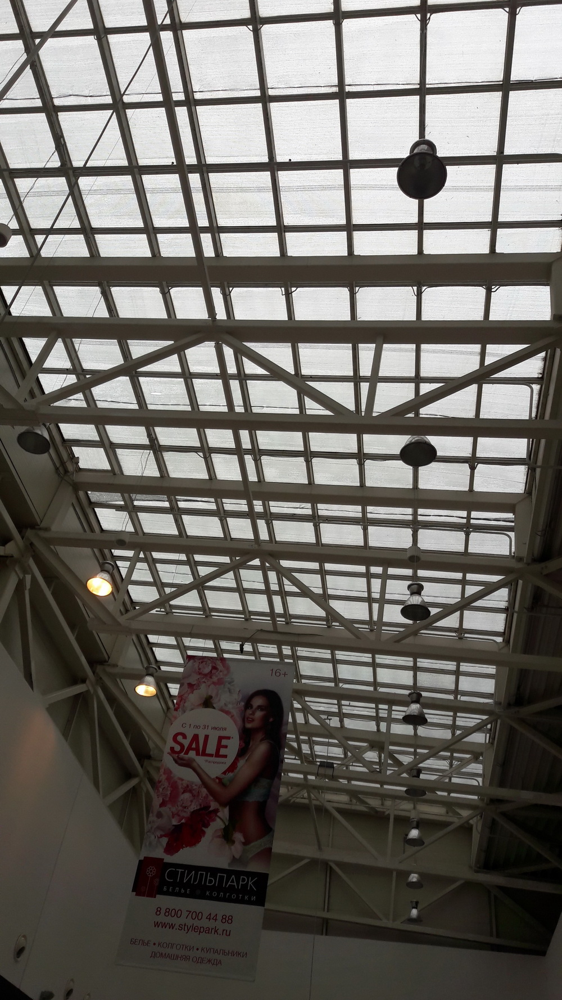 16+
С 1 по 31 июля
SALE*
*Распродажа
СТИЛЬПАРК
БЕЛЬЕ КОЛГОТКИ
8 800 700 44 88
www.stylepark.ru
БЕЛЬЕ • КОЛГОТКИ • КУПАЛЬНИКИ
ДОМАШНЯЯ ОДЕЖДА